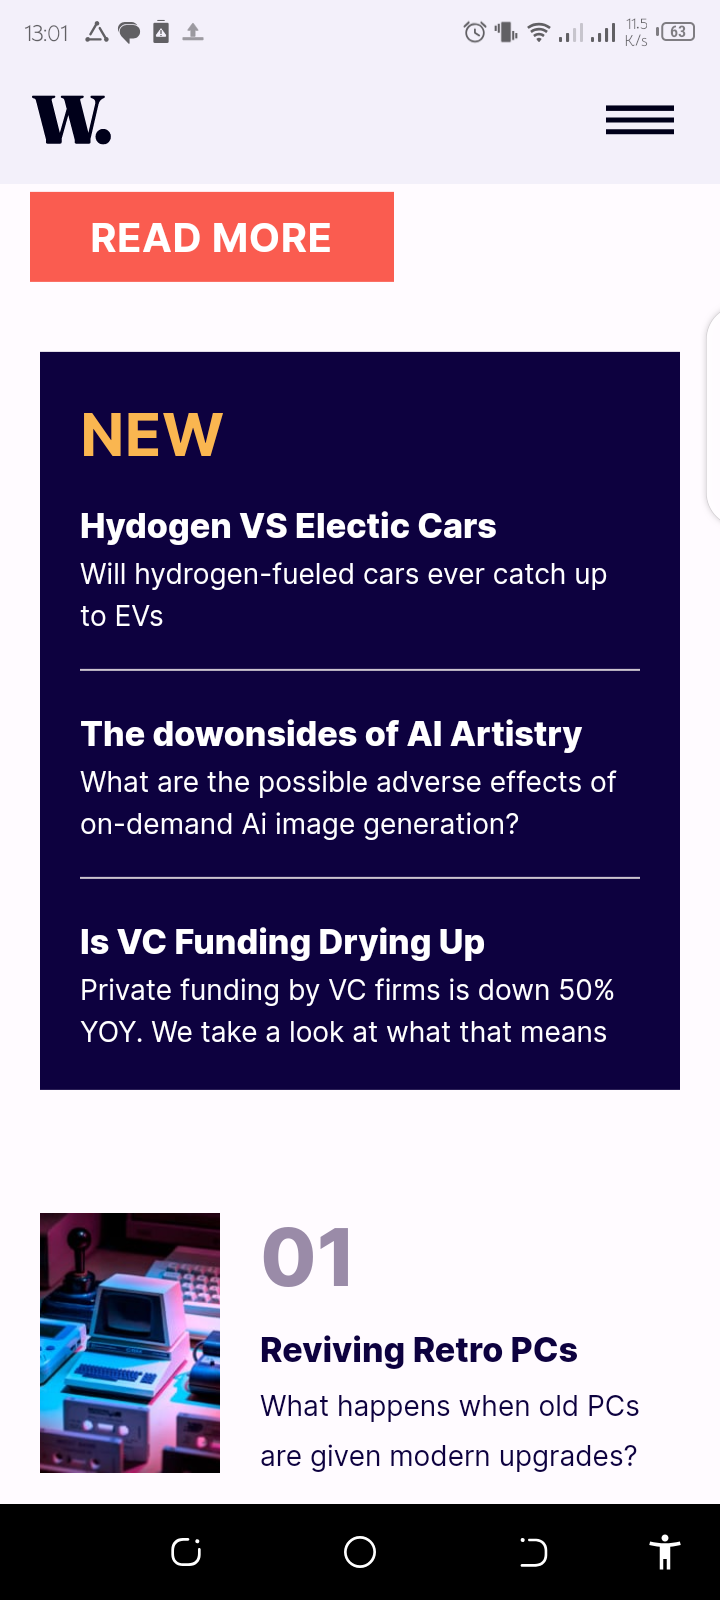 13:01
11.5
K/s
63
W.
READ MORE
NEW
Hydogen VS Electic Cars
Will hydrogen-fueled cars ever catch up
to EVs
The dowonsides of AI Artistry
What are the possible adverse effects of
on-demand Ai image generation?
Is VC Funding Drying Up
Private funding by VC firms is down 50%
YOY. We take a look at what that means
01
Reviving Retro PCs
What happens when old PCs
are given modern upgrades?